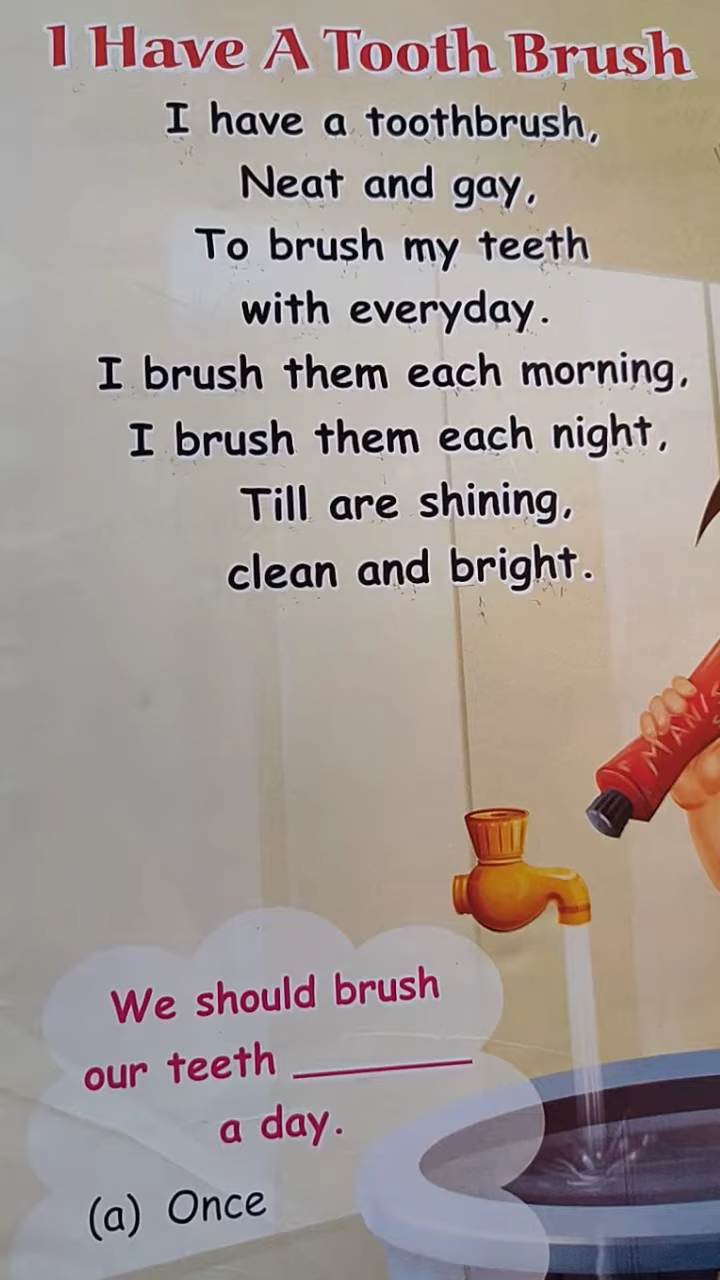 I Have A Tooth Brush
I have a toothbrush,
Neat and gay,
To brush my teeth
with everyday.
I brush them each morning,
I brush them each night,
Till are shining,
clean and bright.
We should brush
our teeth __________
a day.
(a) Once